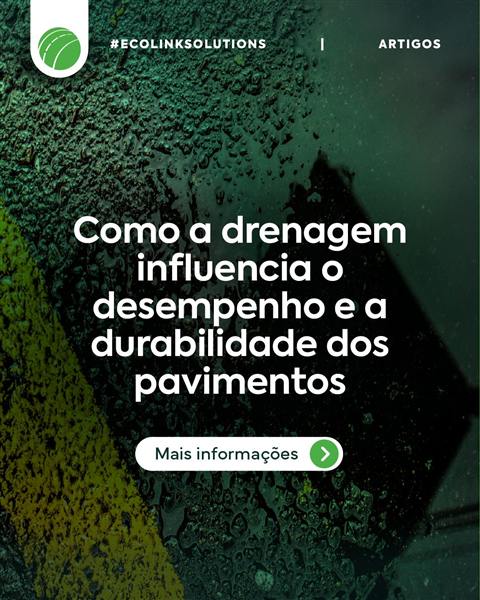 #ECOLINKSOLUTIONS | ARTIGOS
Como a drenagem
influencia o
desempenho e a
durabilidade dos
pavimentos
Mais informações